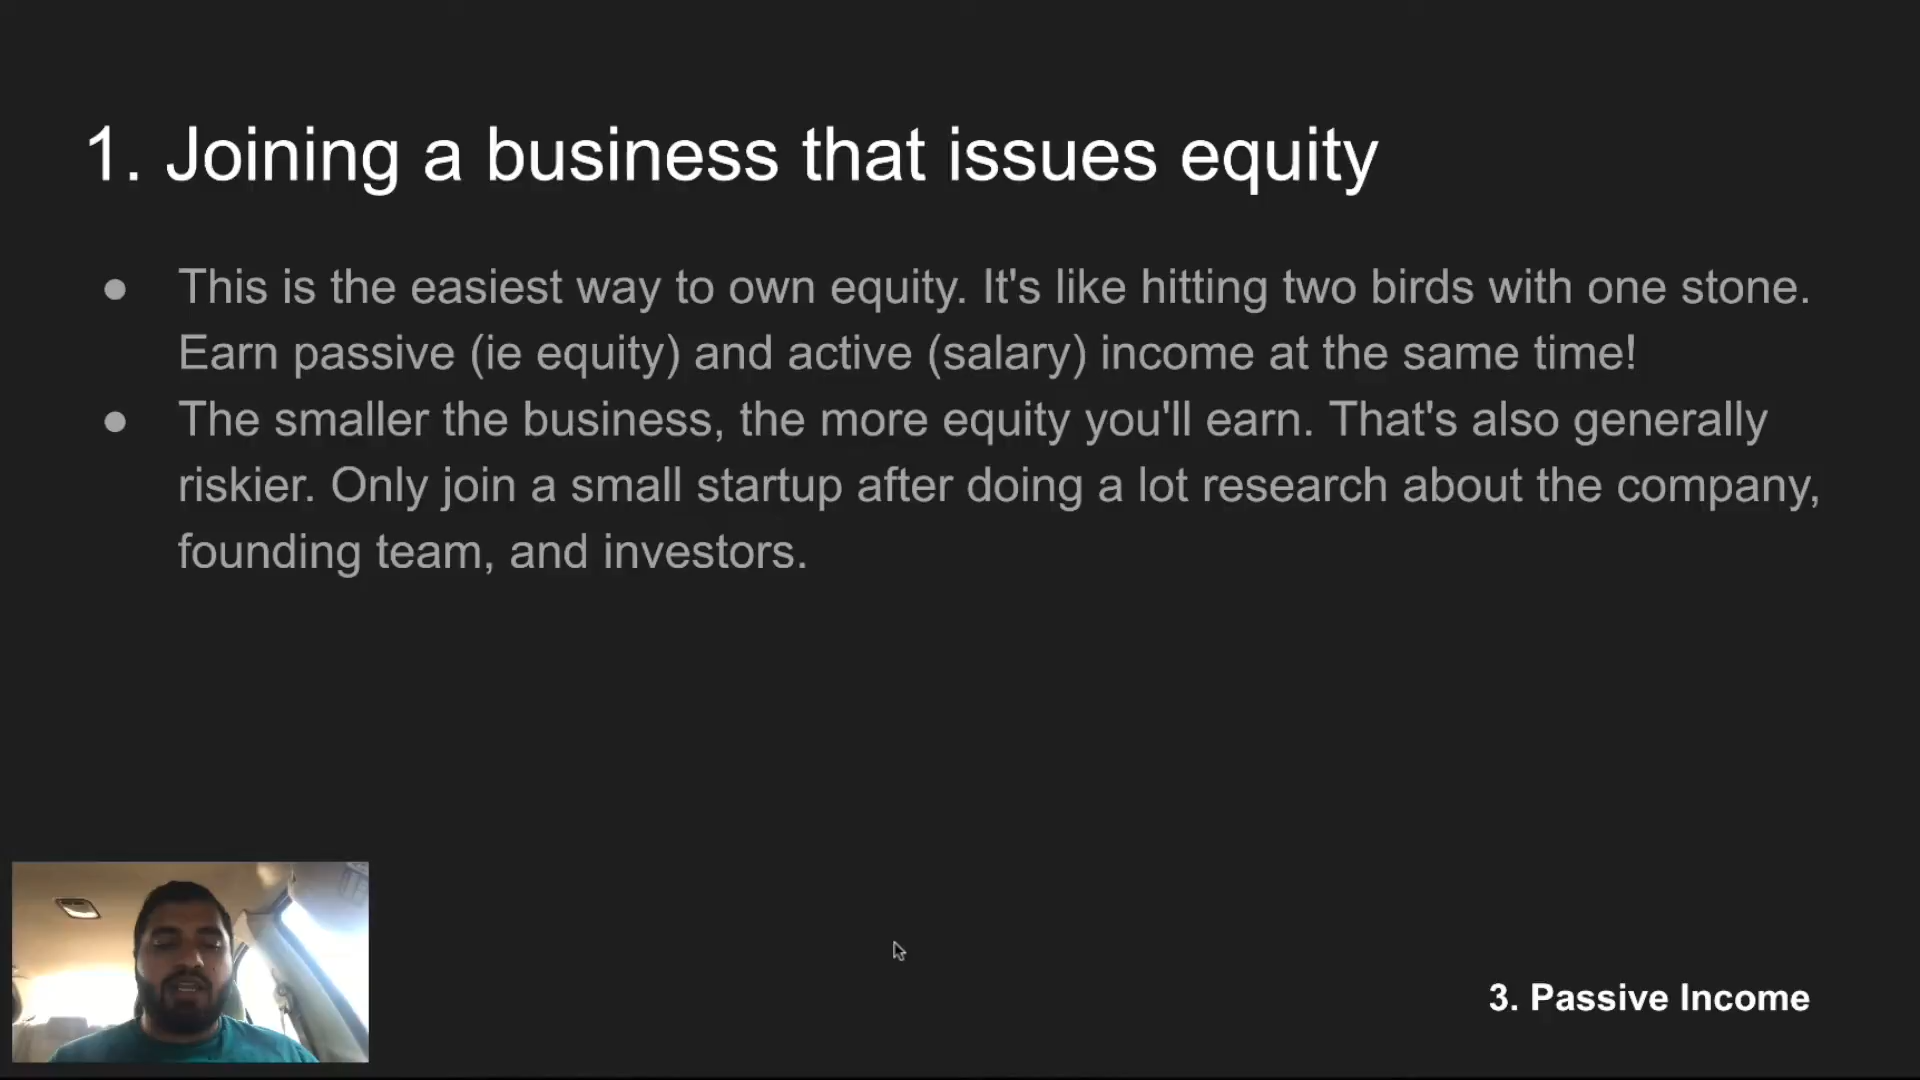 1. Joining a business that issues equity
● This is the easiest way to own equity. It's like hitting two birds with one stone.
Earn passive (ie equity) and active (salary) income at the same time!
● The smaller the business, the more equity you'll earn. That's also generally
riskier. Only join a small startup after doing a lot research about the company,
founding team, and investors.
3. Passive Income